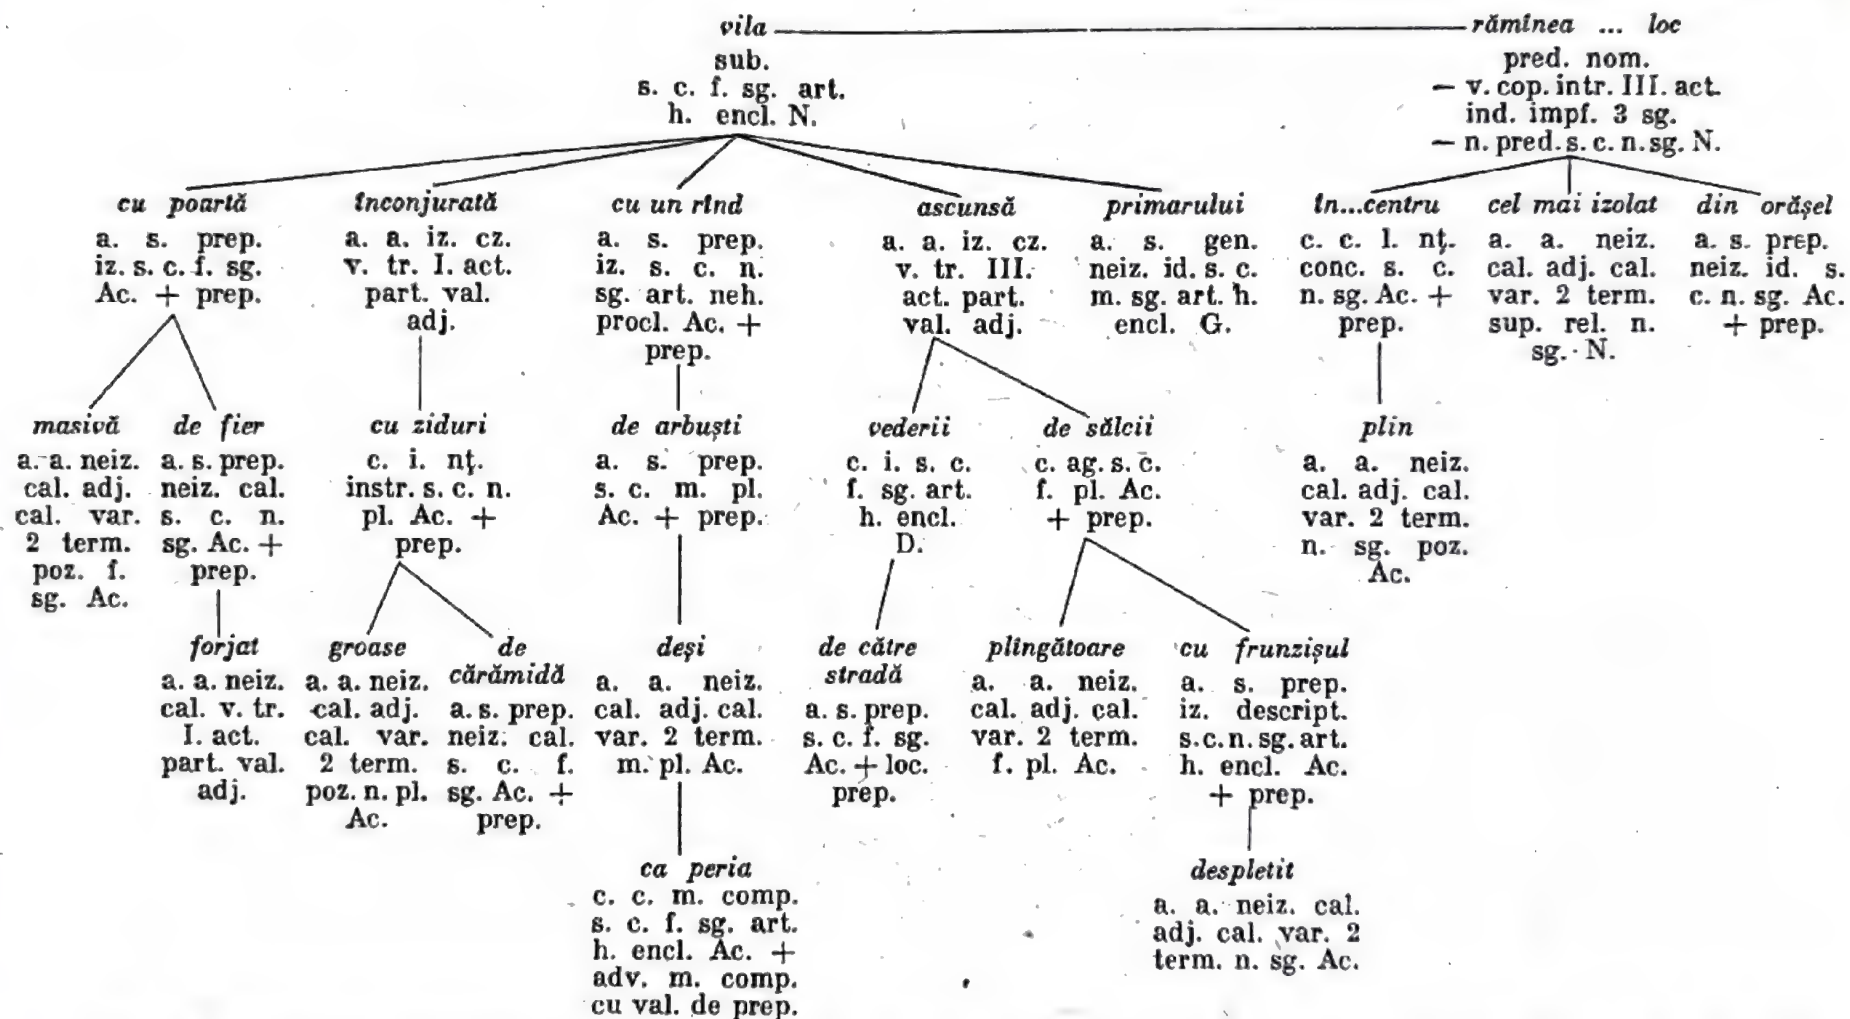 vila rămînea ... loc
sub.
s. c. f. sg. art.
h. encl. N.
pred. nom.
— v. cop. intr. III. act.
ind. impf. 3 sg.
— n. pred. s. c. n. sg. N.
cu poartă
a. s. prep.
iz. s. c. f. sg.
Ac. + prep.
înconjurată
a. a. iz. cz.
v. tr. I. act.
part. val.
adj.
cu un rînd
a. s. prep.
iz. s. c. n.
sg. art. neh.
procl. Ac. +
prep.
ascunsă
a. a. iz. cz.
v. tr. III.
act. part.
val. adj.
primarului
a. s. gen.
neiz. id. s. c.
m. sg. art. h.
encl. G.
în...centru
c. c. l. nţ.
conc. s. c.
n. sg. Ac. +
prep.
cel mai izolat
a. a. neiz.
cal. adj. cal.
var. 2 term.
sup. rel. n.
sg. N.
din orăşel
a. s. prep.
neiz. id. s.
c. n. sg. Ac.
+ prep.
masivă
a. a. neiz.
cal. adj.
cal. var.
2 term.
poz. f.
sg. Ac.
de fier
a. s. prep.
neiz. cal.
s. c. n.
sg. Ac. +
prep.
cu ziduri
c. i. nţ.
instr. s. c. n.
pl. Ac. +
prep.
de arbuşti
a. s. prep.
s. c. m. pl.
Ac. + prep.
vederii
c. i. s. c.
f. sg. art.
h. encl.
D.
de sălcii
c. ag. s. c.
f. pl. Ac.
+ prep.
plin
a. a. neiz.
cal. adj. cal.
var. 2 term.
n. sg. poz.
Ac.
forjat
a. a. neiz.
cal. v. tr.
I. act.
part. val.
adj.
groase
a. a. neiz.
cal. adj.
cal. var.
2 term.
poz. n. pl.
Ac.
de
cărămidă
a. s. prep.
neiz. cal.
s. c. f.
sg. Ac. +
prep.
deşi
a. a. neiz.
cal. adj. cal.
var. 2 term.
m. pl. Ac.
de către
stradă
a. s. prep.
s. c. f. sg.
Ac. + loc.
prep.
plîngătoare
a. a. neiz.
cal. adj. cal.
var. 2 term.
f. pl. Ac.
cu frunzişul
a. s. prep.
iz. descript.
s. c. n. sg. art.
h. encl. Ac.
+ prep.
ca peria
c. c. m. comp.
s. c. f. sg. art.
h. encl. Ac. +
adv. m. comp.
cu val. de prep.
despletit
a. a. neiz. cal.
adj. cal. var. 2
term. n. sg. Ac.